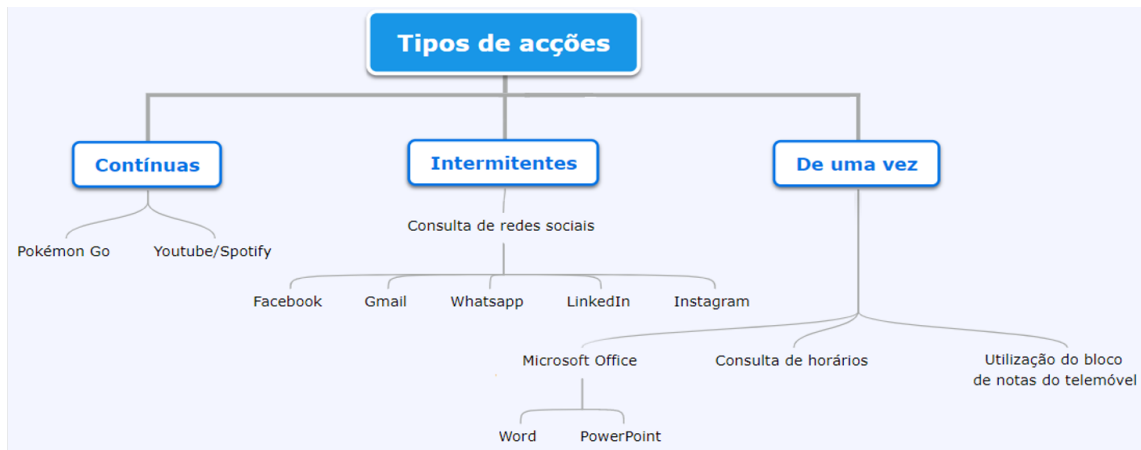 Tipos de acções
Contínuas
Intermitentes
De uma vez
Consulta de redes sociais
Pokémon Go
Youtube/Spotify
Facebook
Gmail
Whatsapp
LinkedIn
Instagram
Microsoft Office
Consulta de horários
Utilização do bloco
de notas do telemóvel
Word
PowerPoint